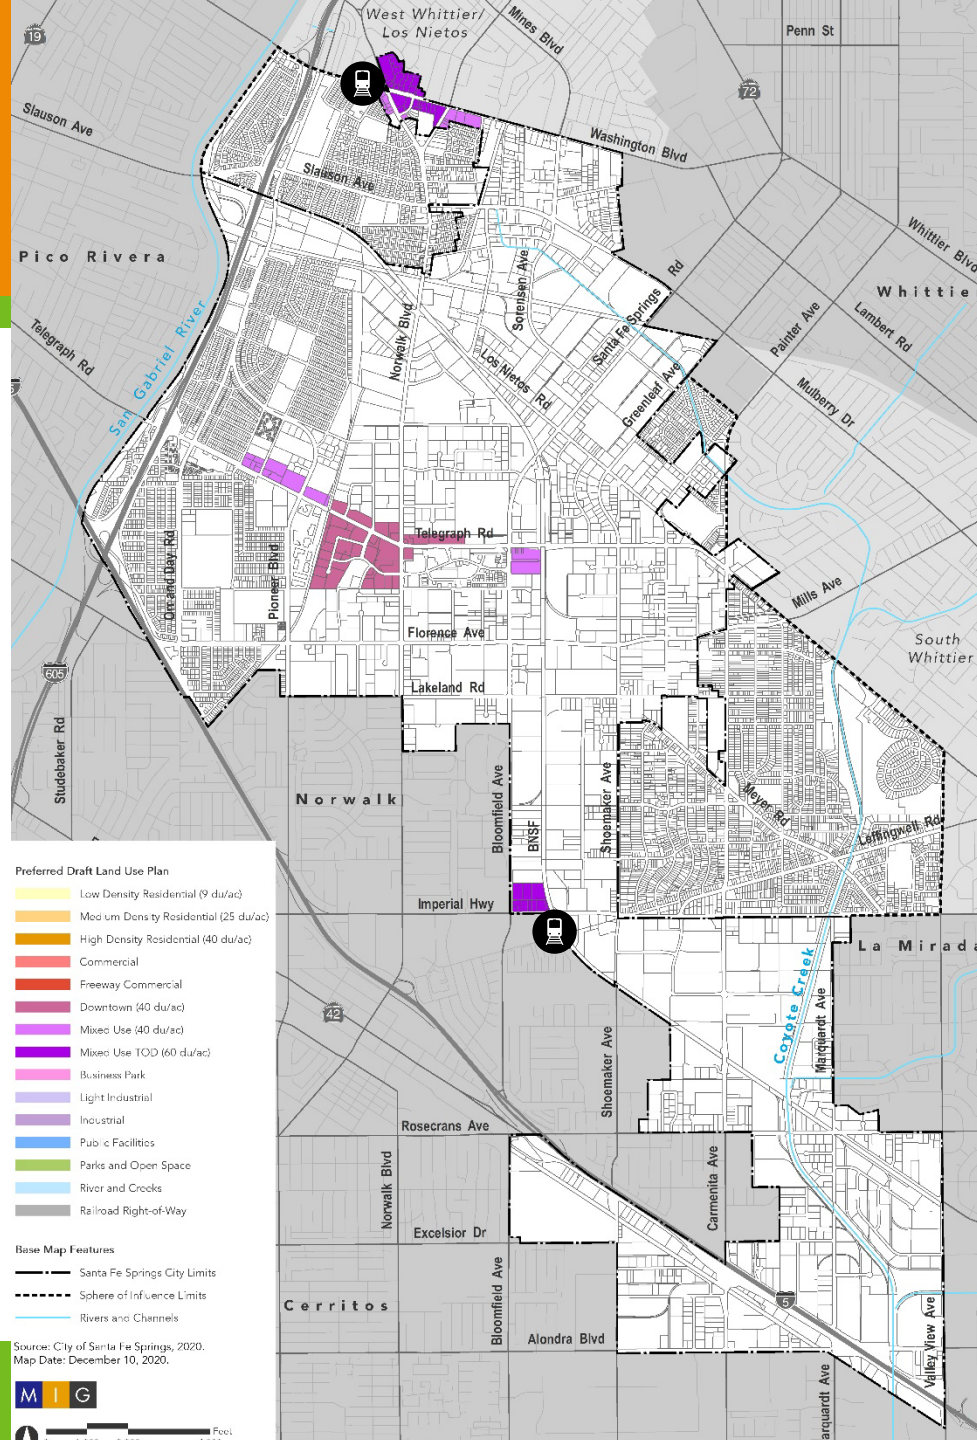 West Whittier/
Los Nietos
Mines Blvd
Penn St
19
72
Slauson Ave
Washington Blvd
Slauson Ave
Pico Rivera
Whittier Blvd
Whittie
Telegraph Rd
San Gabriel River
Norwalk Blvd
Sorensen Ave
Santa Fe Springs Rd
Los Nietos Rd
Greenleaf Ave
Painter Ave
Lambert Rd
Mulberry Dr
5
Telegraph Rd
Orr and Day Rd
Pioneer Blvd
Mills Ave
Florence Ave
South
Whittier
605
Lakeland Rd
Studebaker Rd
Norwalk
Bloomfield Ave
BNSF
Shoemaker Ave
Meyer Rd
Leffingwell Rd
Imperial Hwy
La Mirada
42
Coyote Creek
Marquardt Ave
Shoemaker Ave
Rosecrans Ave
Norwalk Blvd
Carmenita Ave
Excelsior Dr
Bloomfield Ave
Cerritos
5
Alondra Blvd
Valley View Ave
arquardt Ave
Preferred Draft Land Use Plan
Low Density Residential (9 du/ac)
Medium Density Residential (25 du/ac)
High Density Residential (40 du/ac)
Commercial
Freeway Commercial
Downtown (40 du/ac)
Mixed Use (40 du/ac)
Mixed Use TOD (60 du/ac)
Business Park
Light Industrial
Industrial
Public Facilities
Parks and Open Space
River and Creeks
Railroad Right-of-Way
Base Map Features
Santa Fe Springs City Limits
Sphere of Influence Limits
Rivers and Channels
Source: City of Santa Fe Springs, 2020.
Map Date: December 10, 2020.
M I G
Feet